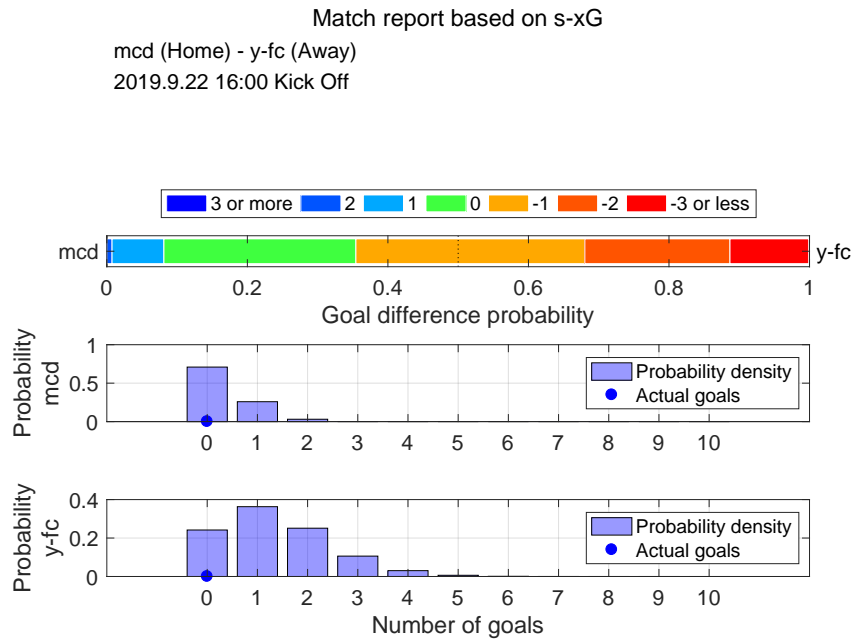 Match report based on s-xG
mcd (Home) - y-fc (Away)
2019.9.22 16:00 Kick Off
3 or more 2 1 0 -1 -2 -3 or less
mcd y-fc
0 0.2 0.4 0.6 0.8 1
Goal difference probability
Probability
mcd
1
0.5
0
Probability density
Actual goals
0 1 2 3 4 5 6 7 8 9 10
Probability
y-fc
0.4
0.2
0
Probability density
Actual goals
0 1 2 3 4 5 6 7 8 9 10
Number of goals